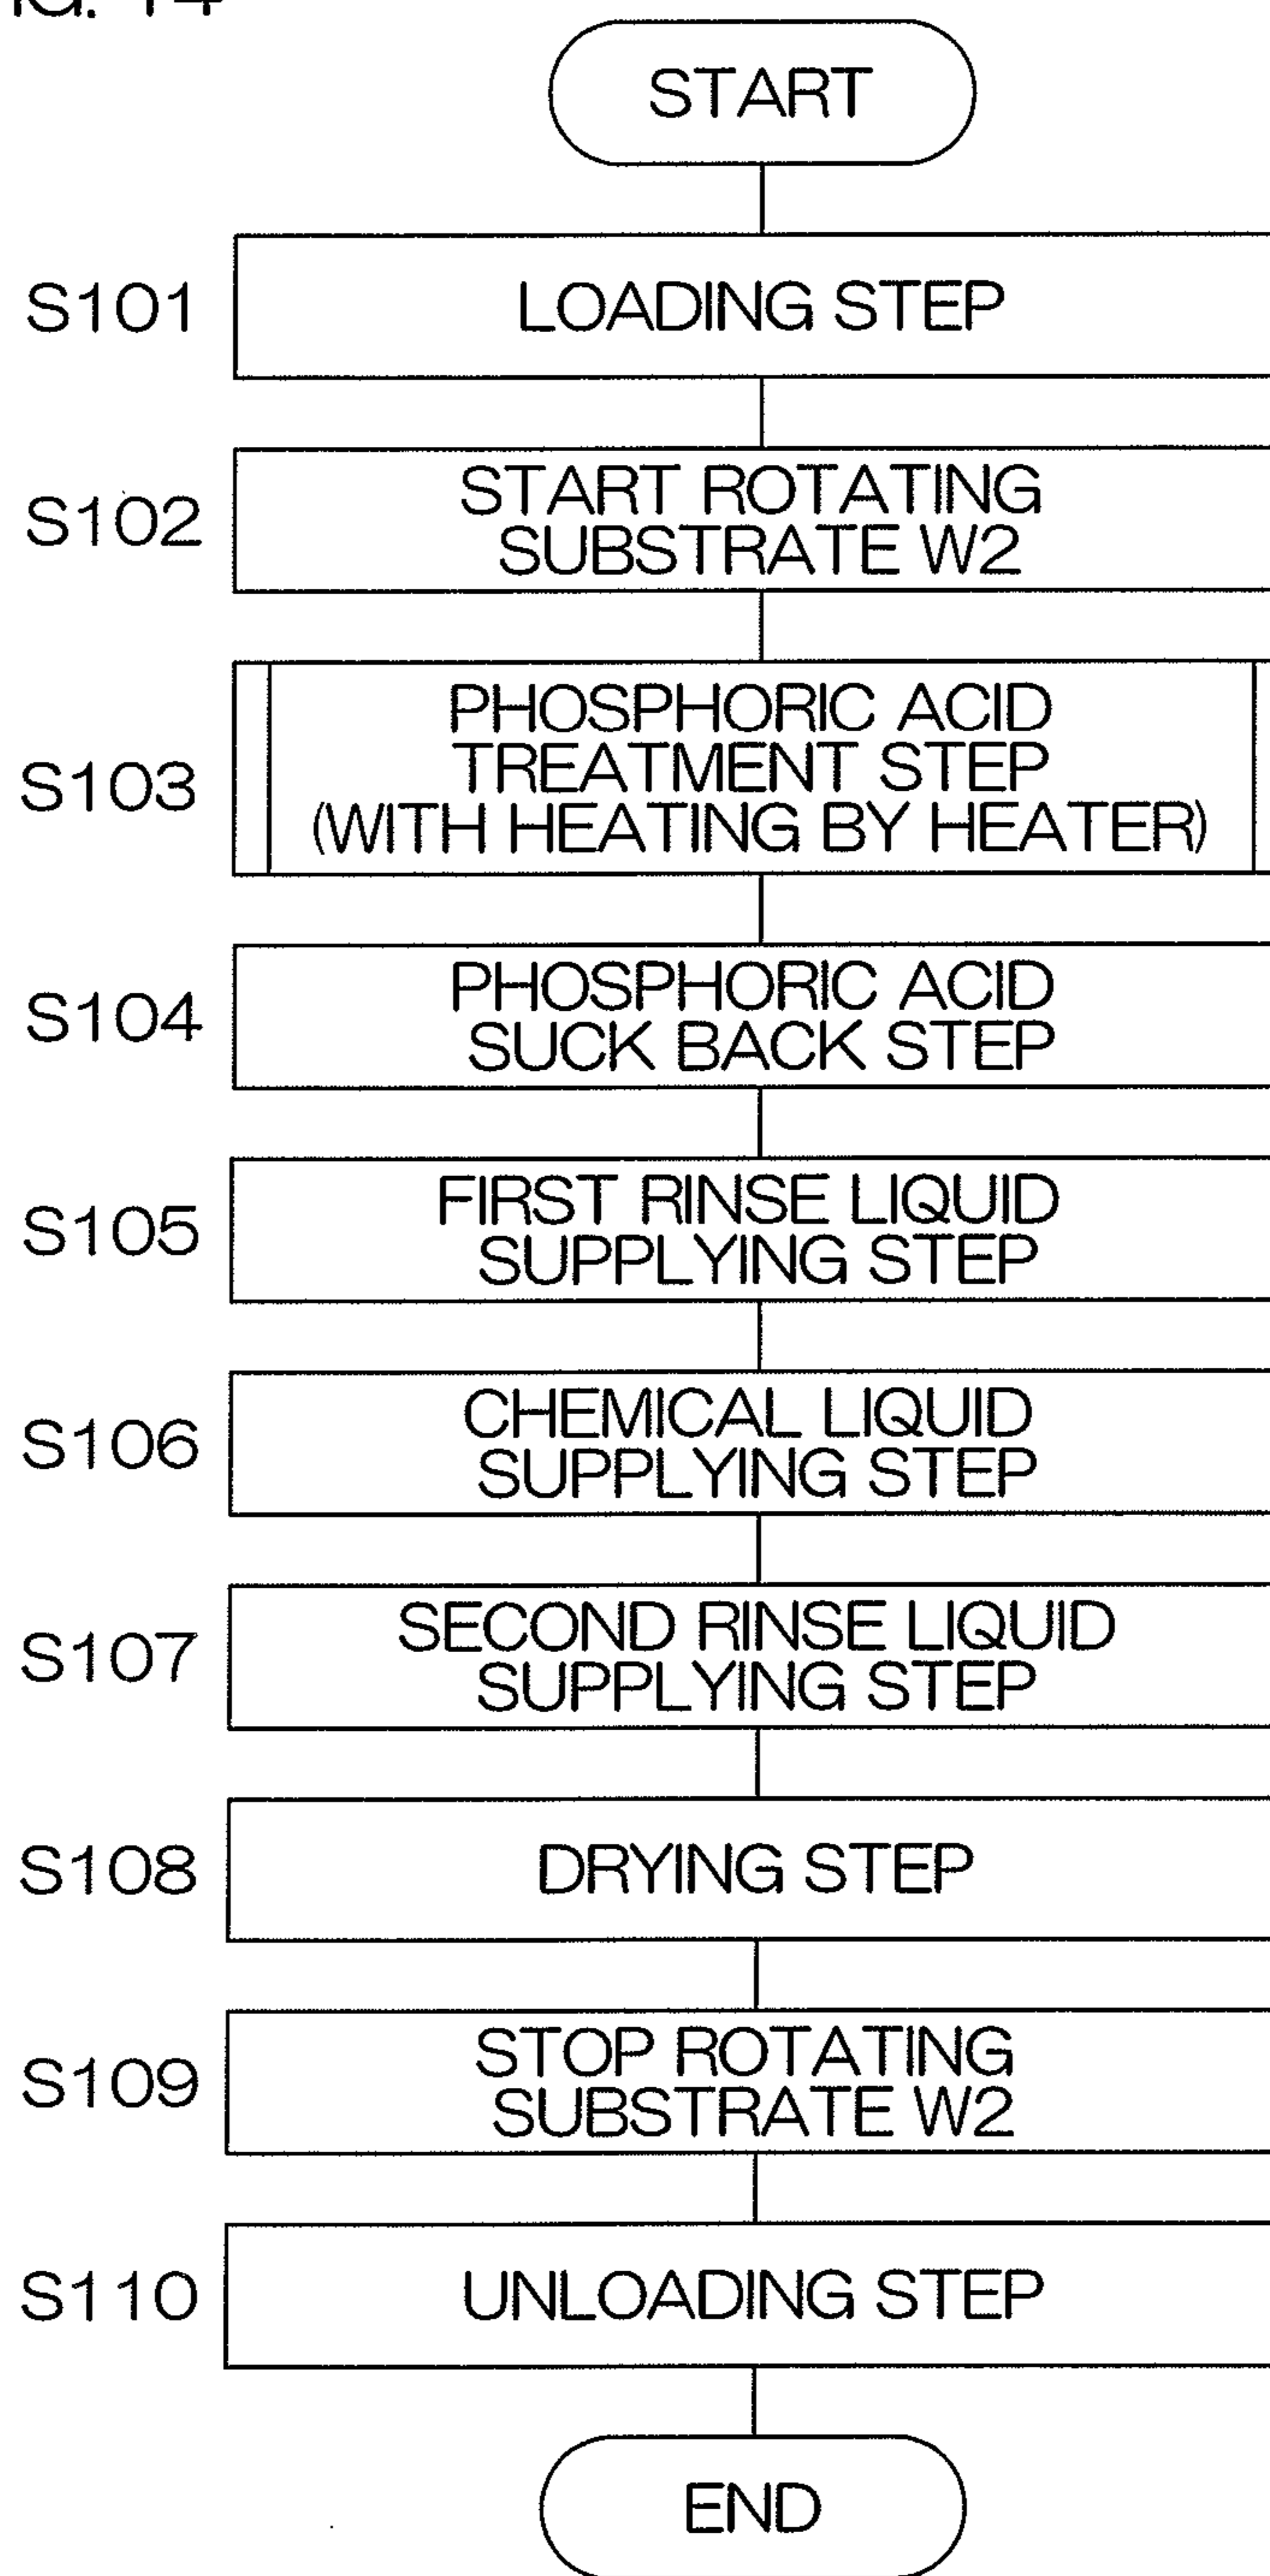 START
S101
LOADING STEP
S102
START ROTATING
SUBSTRATE W2
S103
PHOSPHORIC ACID
TREATMENT STEP
(WITH HEATING BY HEATER)
S104
PHOSPHORIC ACID
SUCK BACK STEP
S105
FIRST RINSE LIQUID
SUPPLYING STEP
S106
CHEMICAL LIQUID
SUPPLYING STEP
S107
SECOND RINSE LIQUID
SUPPLYING STEP
S108
DRYING STEP
S109
STOP ROTATING
SUBSTRATE W2
S110
UNLOADING STEP
END